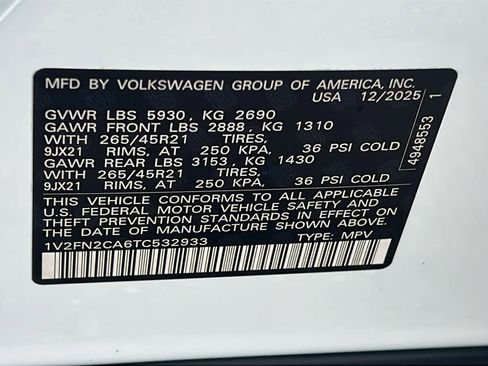 MFD BY VOLKSWAGEN GROUP OF AMERICA, INC.
USA 12/2025
GVWR LBS 5930 , KG 2690
GAWR FRONT LBS 2888 , KG 1310
WITH 265/45R21 TIRES,
9JX21 RIMS, AT 250 KPA, 36 PSI COLD
GAWR REAR LBS 3153 , KG 1430
WITH 265/45R21 TIRES,
9JX21 RIMS, AT 250 KPA, 36 PSI COLD
THIS VEHICLE CONFORMS TO ALL APPLICABLE
U.S. FEDERAL MOTOR VEHICLE SAFETY AND
THEFT PREVENTION STANDARDS IN EFFECT ON
THE DATE OF MANUFACTURE SHOWN ABOVE.
1V2FN2CA6TC532933 TYPE: MPV
4948553 1